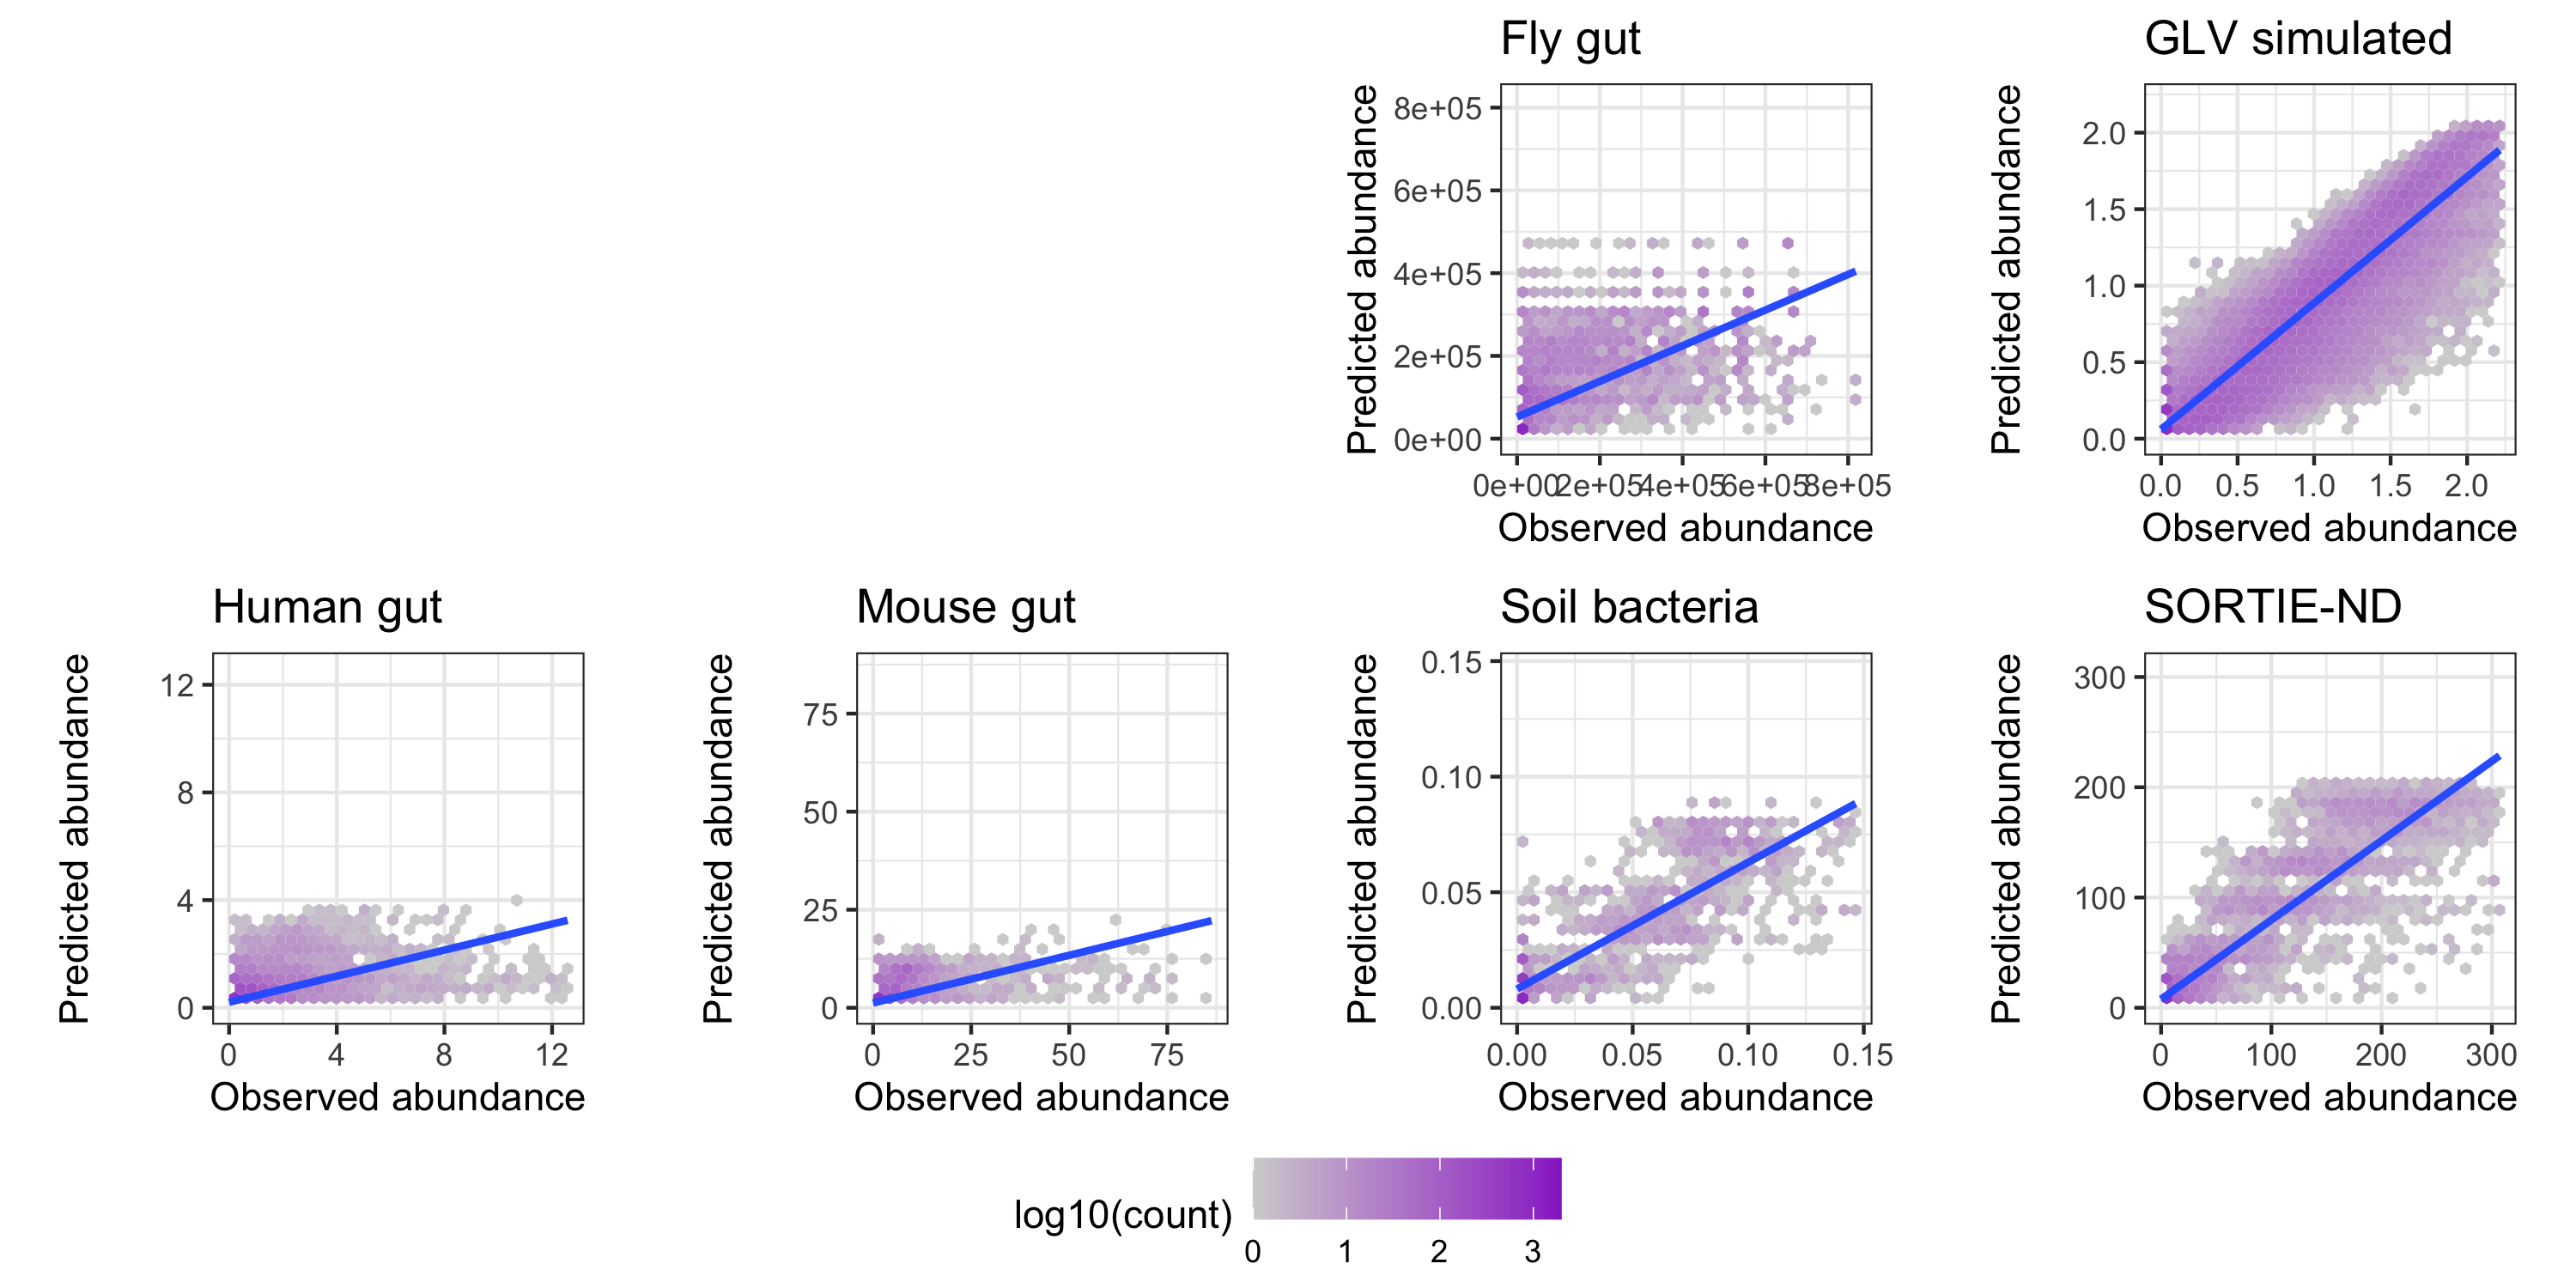 Fly gut
GLV simulated
Predicted abundance
8e+05
6e+05
4e+05
2e+05
0e+00
0e+00 2e+05 4e+05 6e+05 8e+05
Observed abundance
Predicted abundance
2.0
1.5
1.0
0.5
0.0
0.0 0.5 1.0 1.5 2.0
Observed abundance
Human gut
Mouse gut
Soil bacteria
SORTIE-ND
Predicted abundance
12
8
4
0
0 4 8 12
Observed abundance
Predicted abundance
75
50
25
0
0 25 50 75
Observed abundance
Predicted abundance
0.15
0.10
0.05
0.00
0.00 0.05 0.10 0.15
Observed abundance
Predicted abundance
300
200
100
0
0 100 200 300
Observed abundance
log10(count)
0 1 2 3